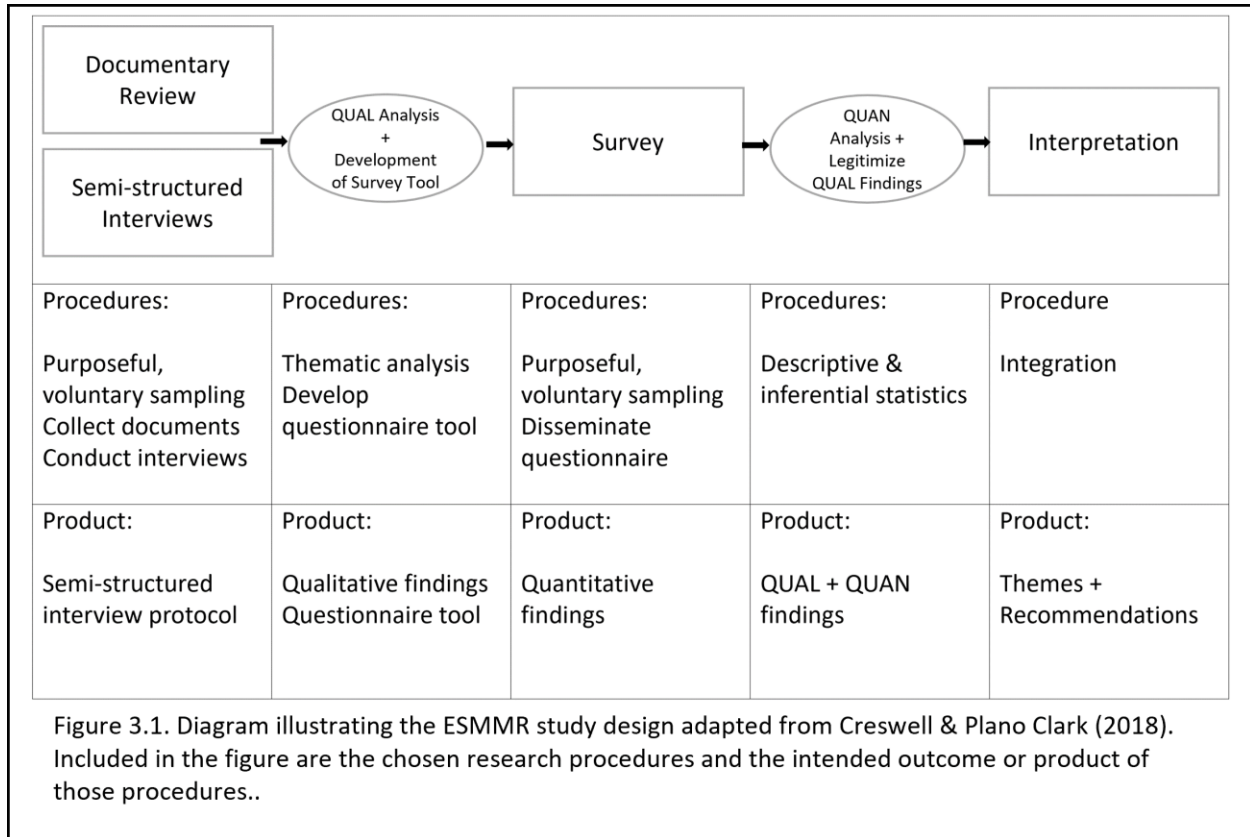 Documentary
Review
Semi-structured
Interviews
QUAL Analysis
+
Development
of Survey Tool
Survey
QUAN
Analysis +
Legitimize
QUAL Findings
Interpretation
Procedures:
Purposeful,
voluntary sampling
Collect documents
Conduct interviews
Procedures:
Thematic analysis
Develop
questionnaire tool
Procedures:
Purposeful,
voluntary sampling
Disseminate
questionnaire
Procedures:
Descriptive &
inferential statistics
Procedure
Integration
Product:
Semi-structured
interview protocol
Product:
Qualitative findings
Questionnaire tool
Product:
Quantitative
findings
Product:
QUAL + QUAN
findings
Product:
Themes +
Recommendations
Figure 3.1. Diagram illustrating the ESMMR study design adapted from Creswell & Plano Clark (2018).
Included in the figure are the chosen research procedures and the intended outcome or product of
those procedures..